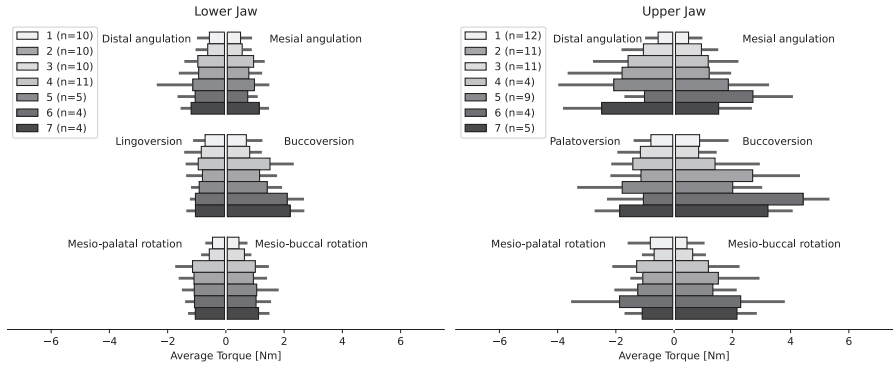 Lower Jaw
1 (n=10)
2 (n=10)
3 (n=10)
4 (n=11)
5 (n=5)
6 (n=4)
7 (n=4)
Distal angulation
Mesial angulation
Lingoversion
Buccoversion
Mesio-palatal rotation
Mesio-buccal rotation
−6 −4 −2 0 2 4 6
Average Torque [Nm]
Upper Jaw
1 (n=12)
2 (n=11)
3 (n=11)
4 (n=4)
5 (n=9)
6 (n=4)
7 (n=5)
Distal angulation
Mesial angulation
Palatoversion
Buccoversion
Mesio-palatal rotation
Mesio-buccal rotation
−6 −4 −2 0 2 4 6
Average Torque [Nm]